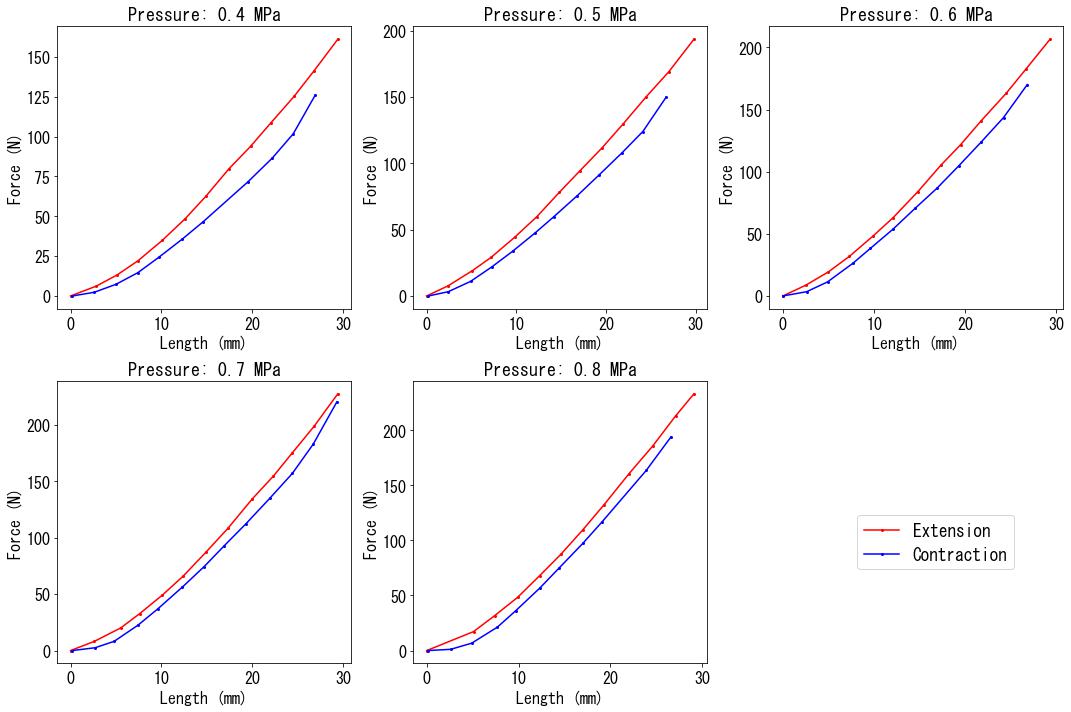 Pressure: 0.4 MPa
Force (N)
150
125
100
75
50
25
0
0 10 20 30
Length (mm)
Pressure: 0.5 MPa
Force (N)
200
150
100
50
0
0 10 20 30
Length (mm)
Pressure: 0.6 MPa
Force (N)
200
150
100
50
0
0 10 20 30
Length (mm)
Pressure: 0.7 MPa
Force (N)
200
150
100
50
0
0 10 20 30
Length (mm)
Pressure: 0.8 MPa
Force (N)
200
150
100
50
0
0 10 20 30
Length (mm)
Extension
Contraction